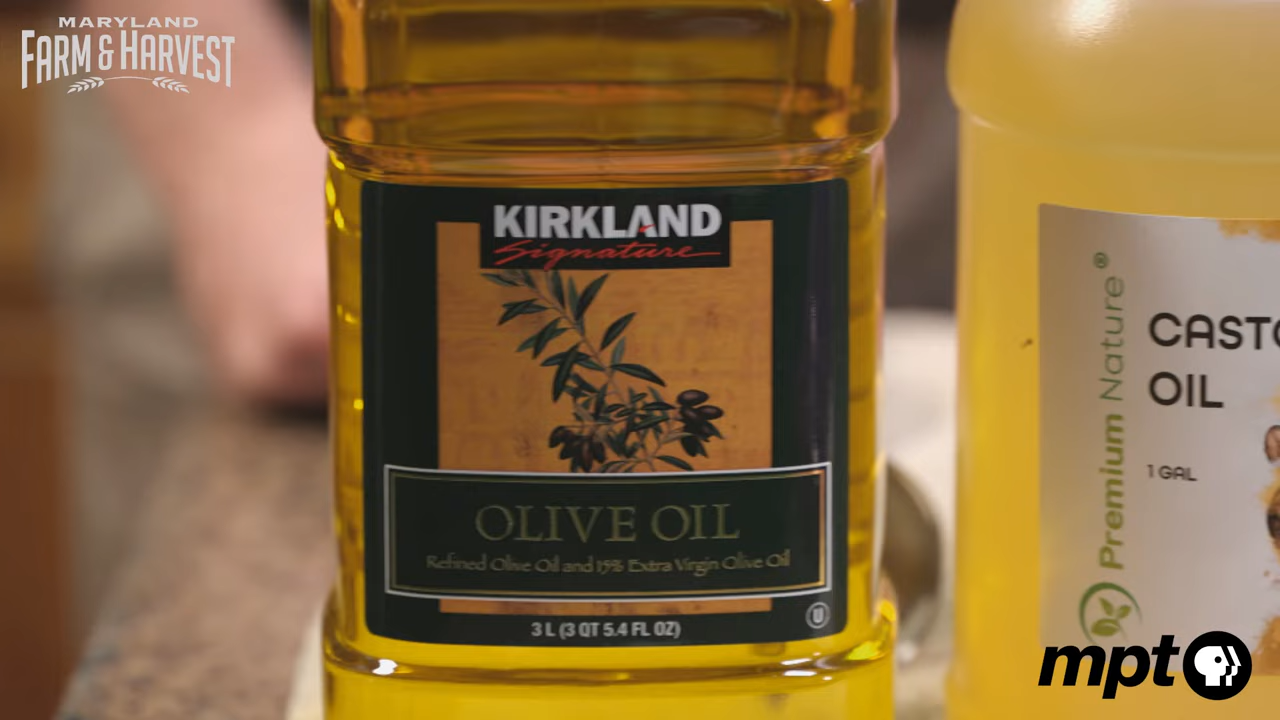 MARYLAND
FARM & HARVEST
KIRKLAND
Signature
OLIVE OIL
Refined Olive Oil and 15% Extra Virgin Olive Oil
3 L (3 QT 5.4 FL OZ)
U
Premium Nature®
OIL
1 GAL
mpt